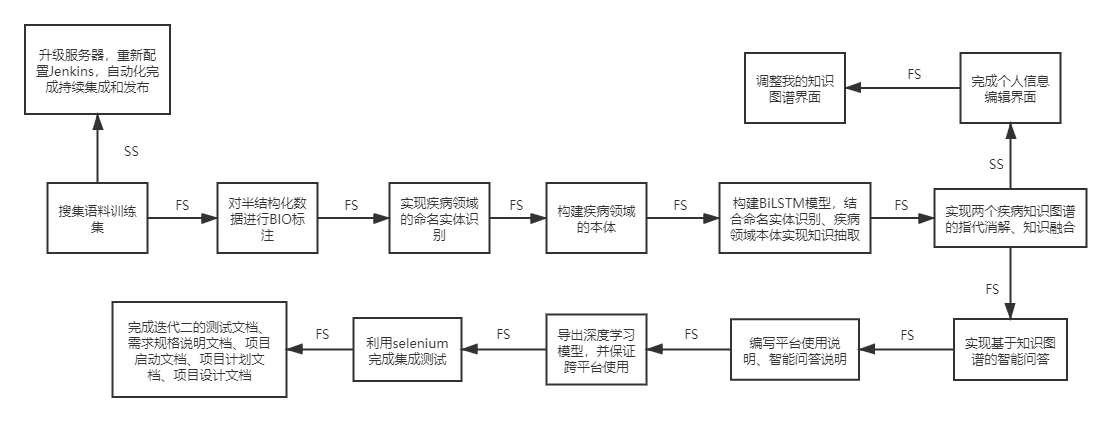 升级服务器，重新配
置Jenkins，自动化完
成持续集成和发布
调整我的知识
图谱界面
FS
完成个人信息
编辑界面
SS
SS
搜集语料训练
集
FS
对半结构化数
据进行BIO标
注
FS
实现疾病领域
的命名实体识
别
FS
构建疾病领域
的本体
FS
构建BiLSTM模型，结
合命名实体识别、疾病
领域本体实现知识抽取
FS
实现两个疾病知识图谱
的指代消解、知识融合
FS
完成迭代二的测试文档、
需求规格说明文档、项目
启动文档、项目计划文
档、项目设计文档
FS
利用selenium
完成集成测试
FS
导出深度学习
模型，并保证
跨平台使用
FS
编写平台使用说
明、智能问答说明
FS
实现基于知识图
谱的智能问答